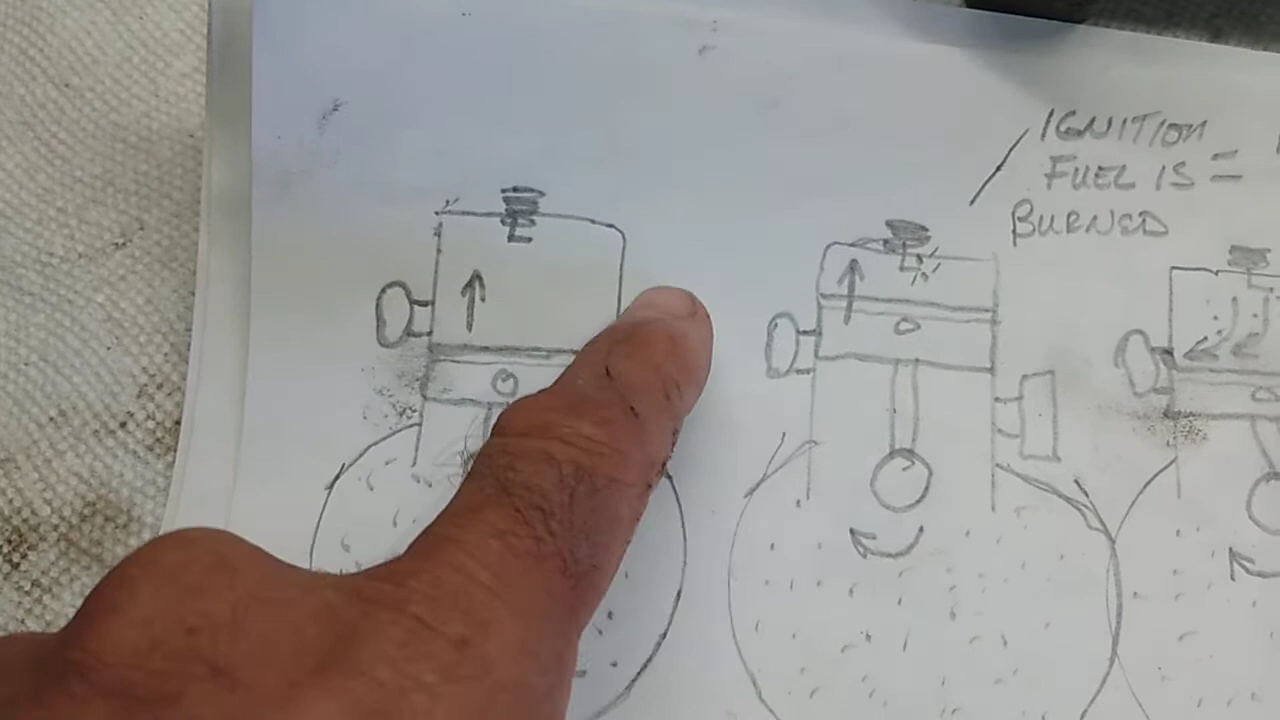 IGNITION
FUEL IS =
BURNED